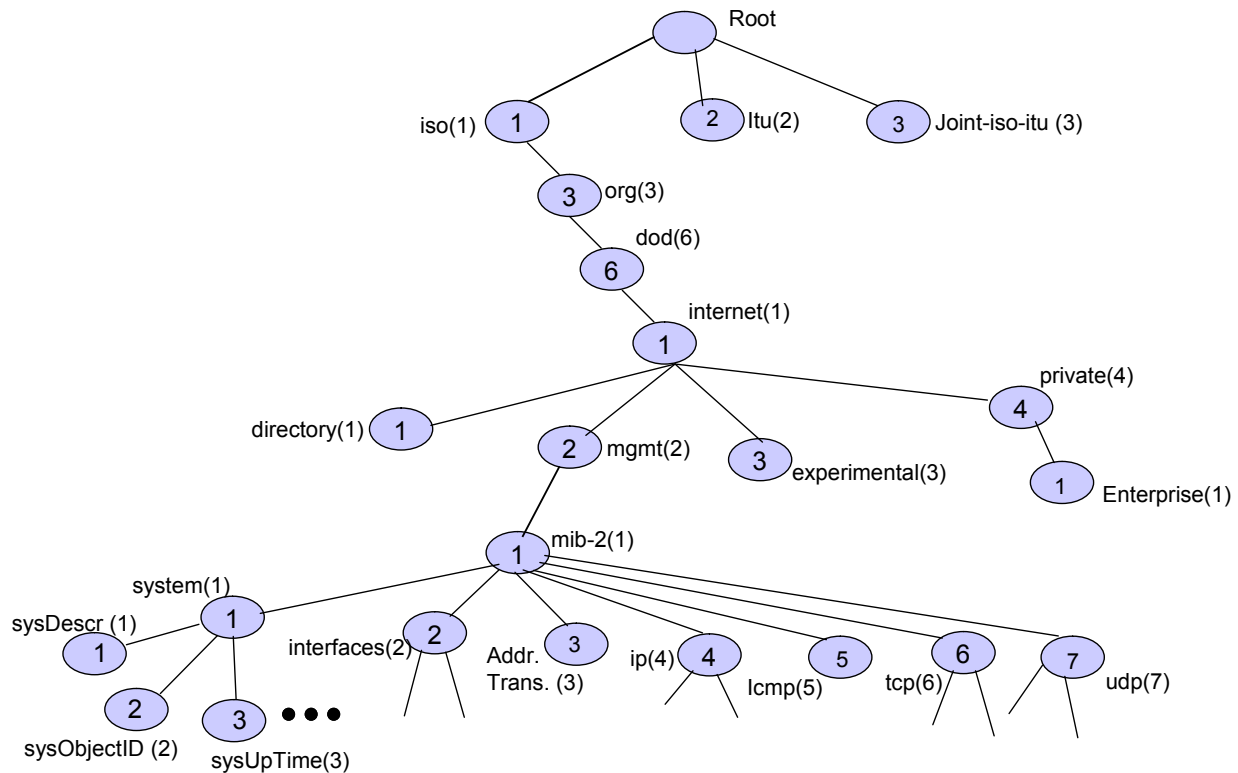 Root
iso(1)
1
2
Itu(2)
3
Joint-iso-itu (3)
3
org(3)
dod(6)
6
internet(1)
1
private(4)
4
directory(1)
1
2
mgmt(2)
3
experimental(3)
1
Enterprise(1)
mib-2(1)
1
system(1)
1
sysDescr (1)
1
interfaces(2)
2
Addr.
Trans. (3)
3
ip(4)
4
Icmp(5)
5
tcp(6)
6
7
udp(7)
2
sysObjectID (2)
3
sysUpTime(3)